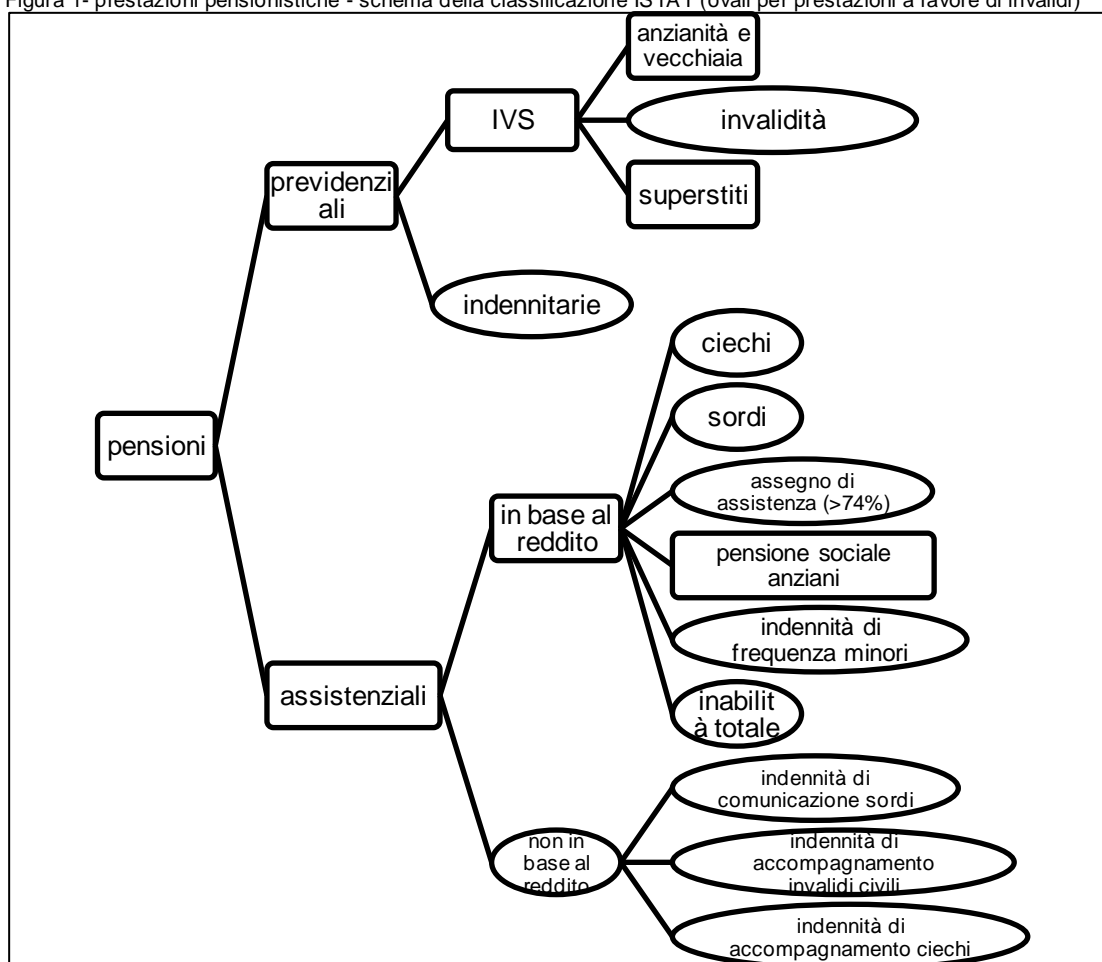 Figura 1- prestazioni pensionistiche - schema della classificazione ISTAT (ovali per prestazioni a favore di invalidi)
anzianità e
vecchiaia
IVS
invalidità
previdenzi
ali
superstiti
indennitarie
ciechi
sordi
pensioni
assegno di
assistenza (>74%)
in base al
reddito
pensione sociale
anziani
indennità di
frequenza minori
assistenziali
inabilit
à totale
indennità di
comunicazione sordi
non in
base al
reddito
indennità di
accompagnamento
invalidi civili
indennità di
accompagnamento ciechi